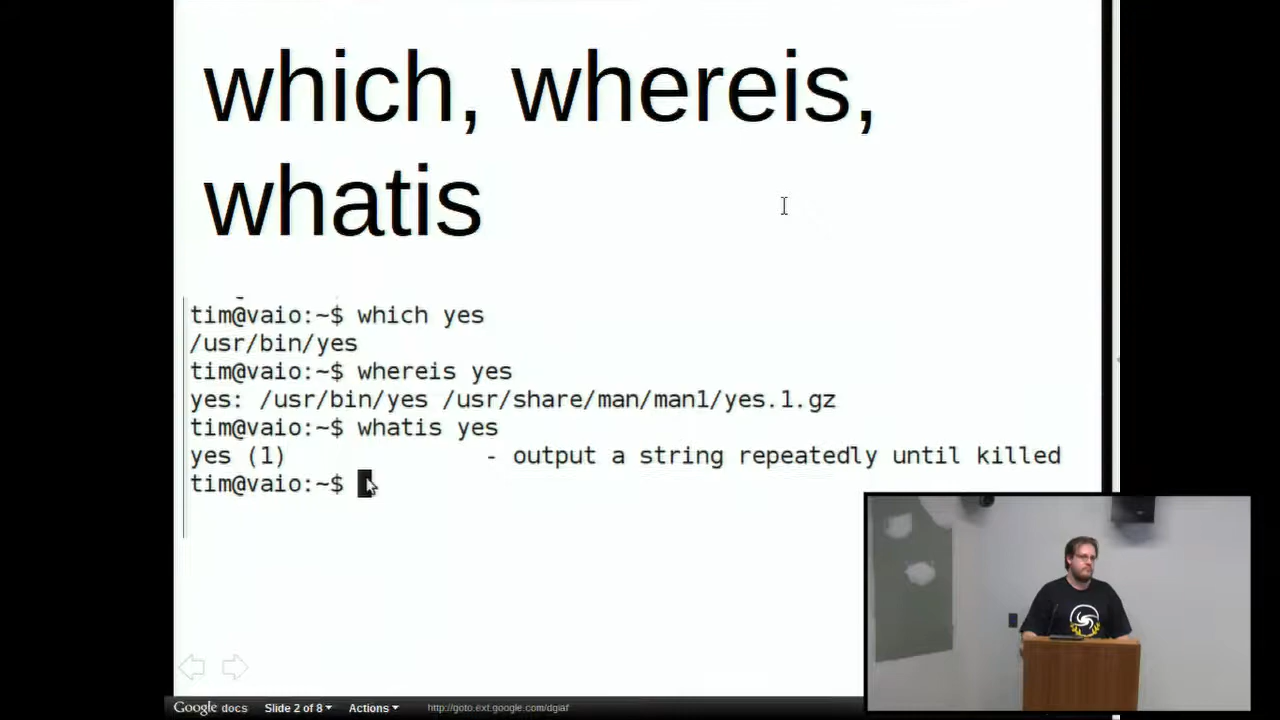 which, whereis,
whatis
tim@vaio:~$ which yes
/usr/bin/yes
tim@vaio:~$ whereis yes
yes: /usr/bin/yes /usr/share/man/man1/yes.1.gz
tim@vaio:~$ whatis yes
yes (1)              - output a string repeatedly until killed
tim@vaio:~$
Google docs Slide 2 of 8 Actions http://goto.ext.google.com/dgiaf